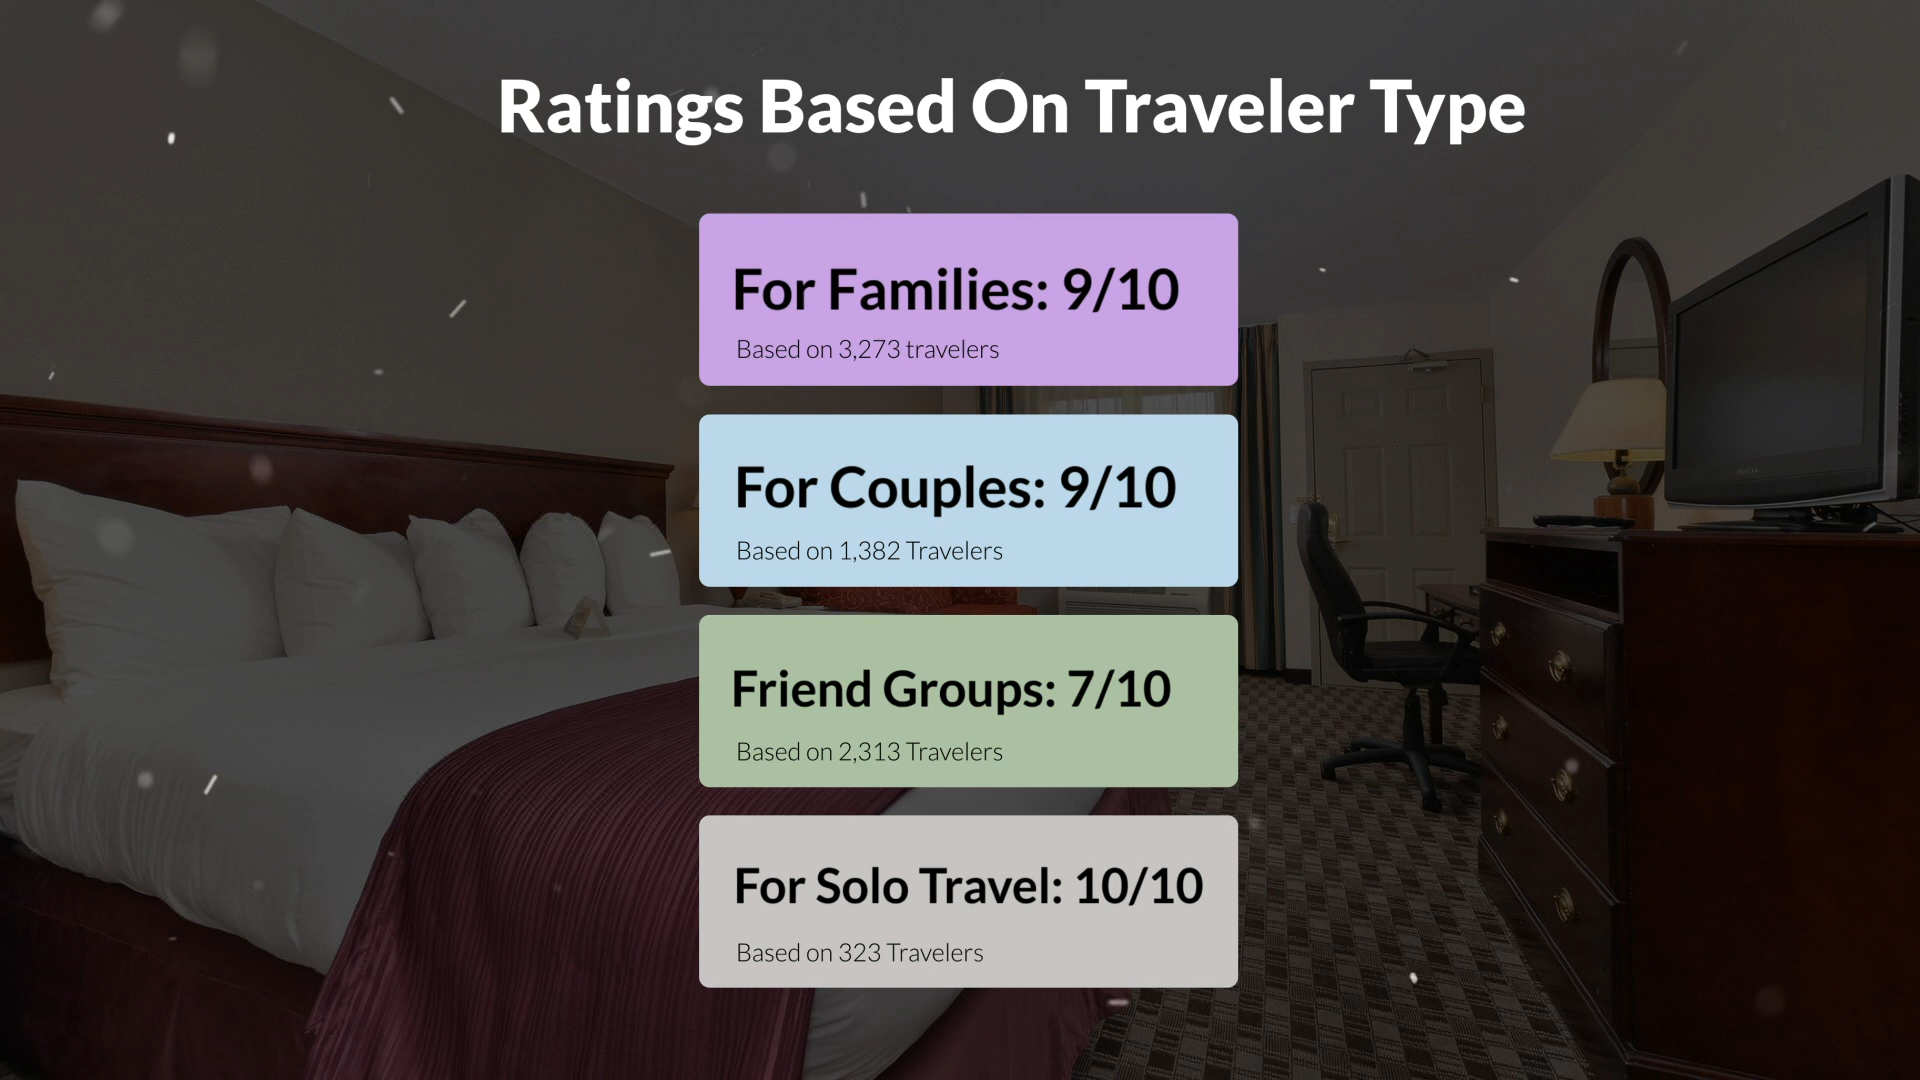 Ratings Based On Traveler Type
For Families: 9/10
Based on 3,273 travelers
For Couples: 9/10
Based on 1,382 Travelers
Friend Groups: 7/10
Based on 2,313 Travelers
For Solo Travel: 10/10
Based on 323 Travelers